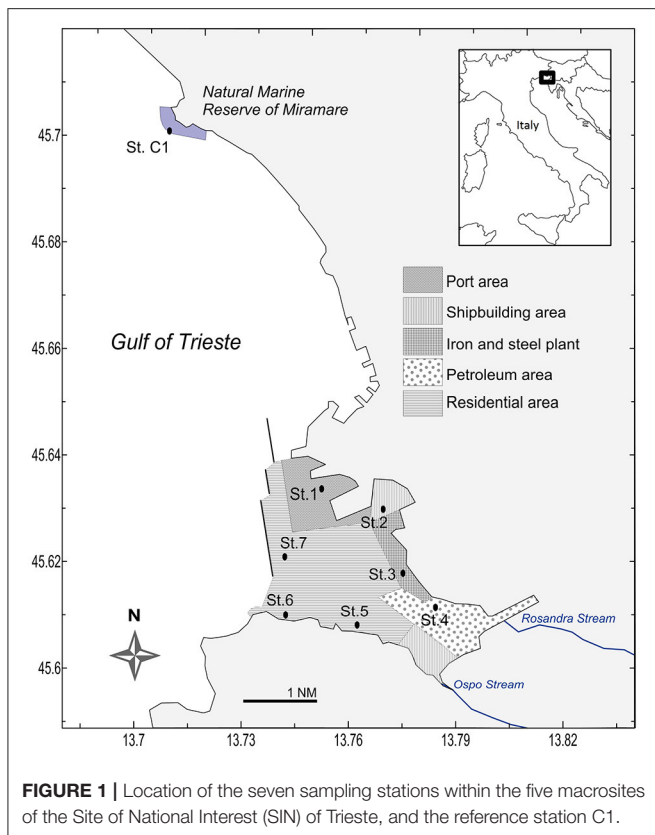 Natural Marine
Reserve of Miramare
St. C1
Italy
Port area
Shipbuilding area
Iron and steel plant
Petroleum area
Residential area
Gulf of Trieste
St.1
St.2
St.7
St.3
St.6
St.5
St.4
Rosandra Stream
Ospo Stream
N
1 NM
45.7
45.68
45.66
45.64
45.62
45.6
13.7
13.73
13.76
13.79
13.82
FIGURE 1 | Location of the seven sampling stations within the five macrosites
of the Site of National Interest (SIN) of Trieste, and the reference station C1.